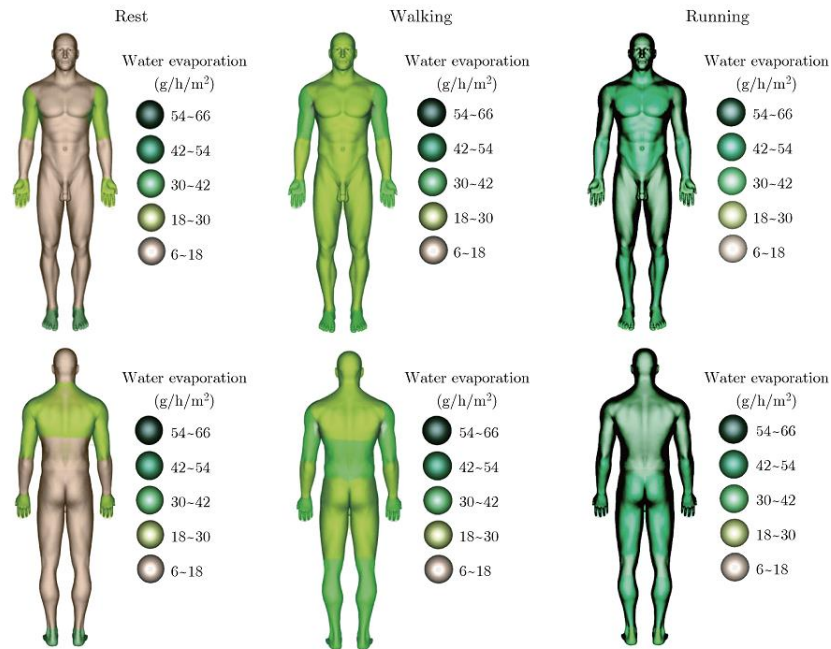 Rest
Water evaporation
(g/h/m²)
54~66
42~54
30~42
18~30
6~18
Walking
Water evaporation
(g/h/m²)
54~66
42~54
30~42
18~30
6~18
Running
Water evaporation
(g/h/m²)
54~66
42~54
30~42
18~30
6~18
Water evaporation
(g/h/m²)
54~66
42~54
30~42
18~30
6~18
Water evaporation
(g/h/m²)
54~66
42~54
30~42
18~30
6~18
Water evaporation
(g/h/m²)
54~66
42~54
30~42
18~30
6~18